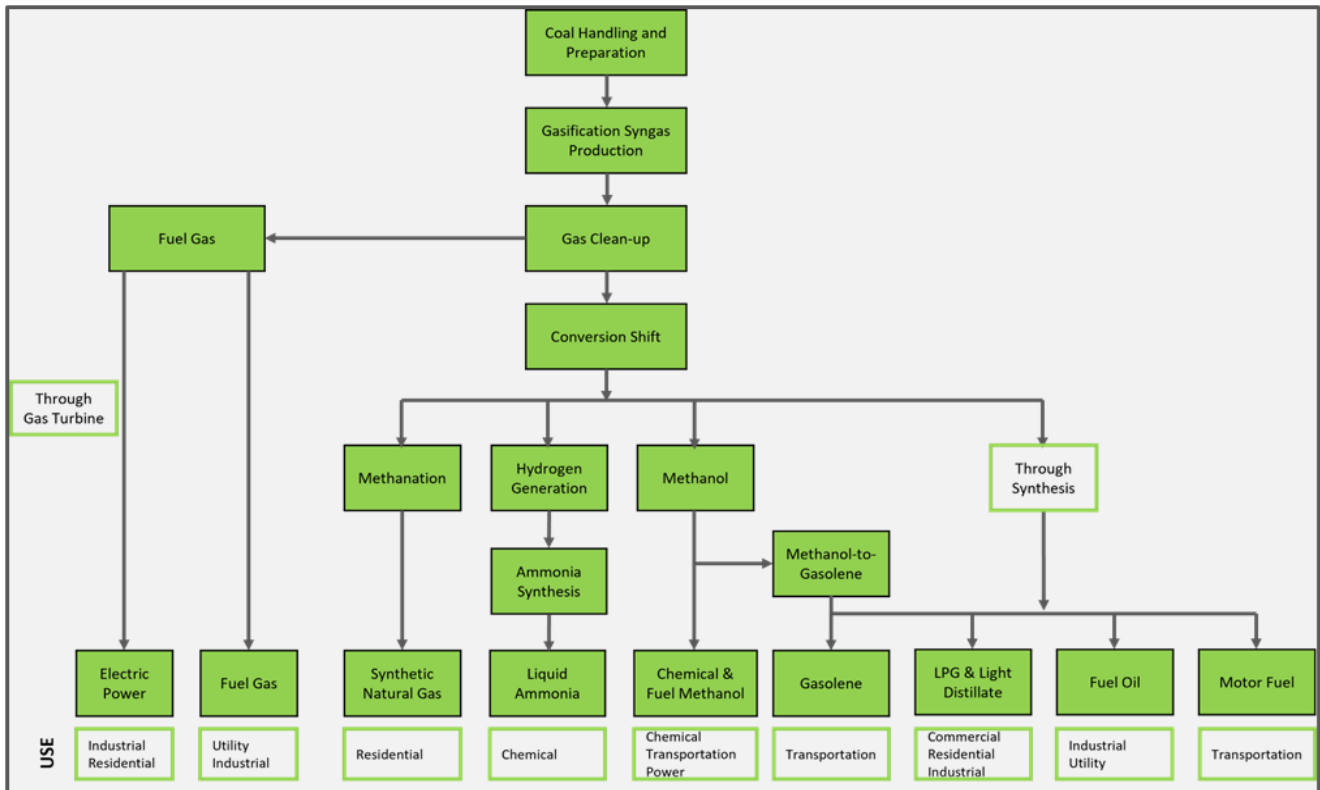 Coal Handling and
Preparation
Gasification Syngas
Production
Fuel Gas
Gas Clean-up
Conversion Shift
Through
Gas Turbine
Methanation
Hydrogen
Generation
Methanol
Through
Synthesis
Methanol-to-
Gasolene
Ammonia
Synthesis
Electric
Power
Fuel Gas
Synthetic
Natural Gas
Liquid
Ammonia
Chemical &
Fuel Methanol
Gasolene
LPG & Light
Distillate
Fuel Oil
Motor Fuel
USE
Industrial
Residential
Utility
Industrial
Residential
Chemical
Chemical
Transportation
Power
Transportation
Commercial
Residential
Industrial
Industrial
Utility
Transportation